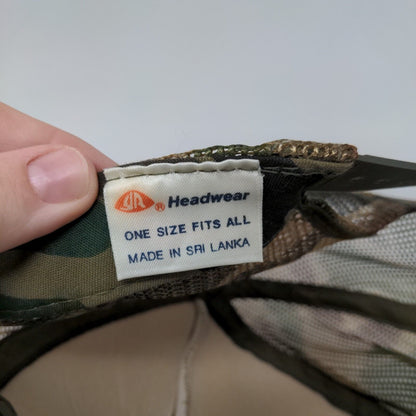 ® Headwear
ONE SIZE FITS ALL
MADE IN SRI LANKA